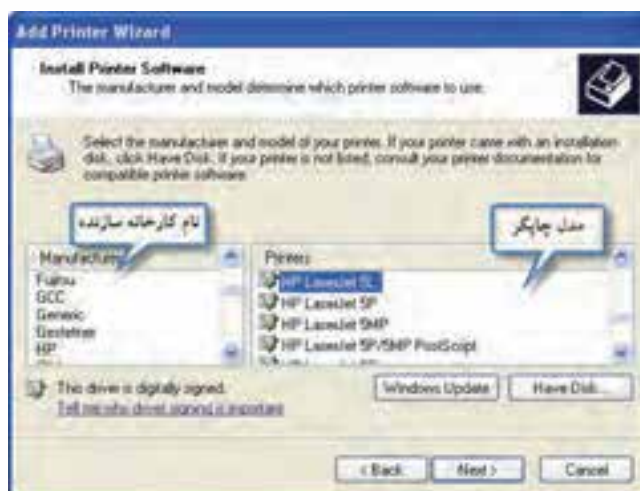 Add Printer Wizard
Install Printer Software
The manufacturer and model determine which printer software to use.
Select the manufacturer and model of your printer. If your printer came with an installation
disk, click Have Disk. If your printer is not listed, consult your printer documentation for
compatible printer software.
نام کارخانه سازنده
مدل چاپگر
Manufacturer
Fujitsu
GCC
Generic
Gestetner
HP
Printers
HP LaserJet 5L
HP LaserJet 5P
HP LaserJet 5MP
HP LaserJet 5P/5MP PostScript
This driver is digitally signed.
Tell me why driver signing is important
Windows Update
Have Disk...
< Back
Next >
Cancel